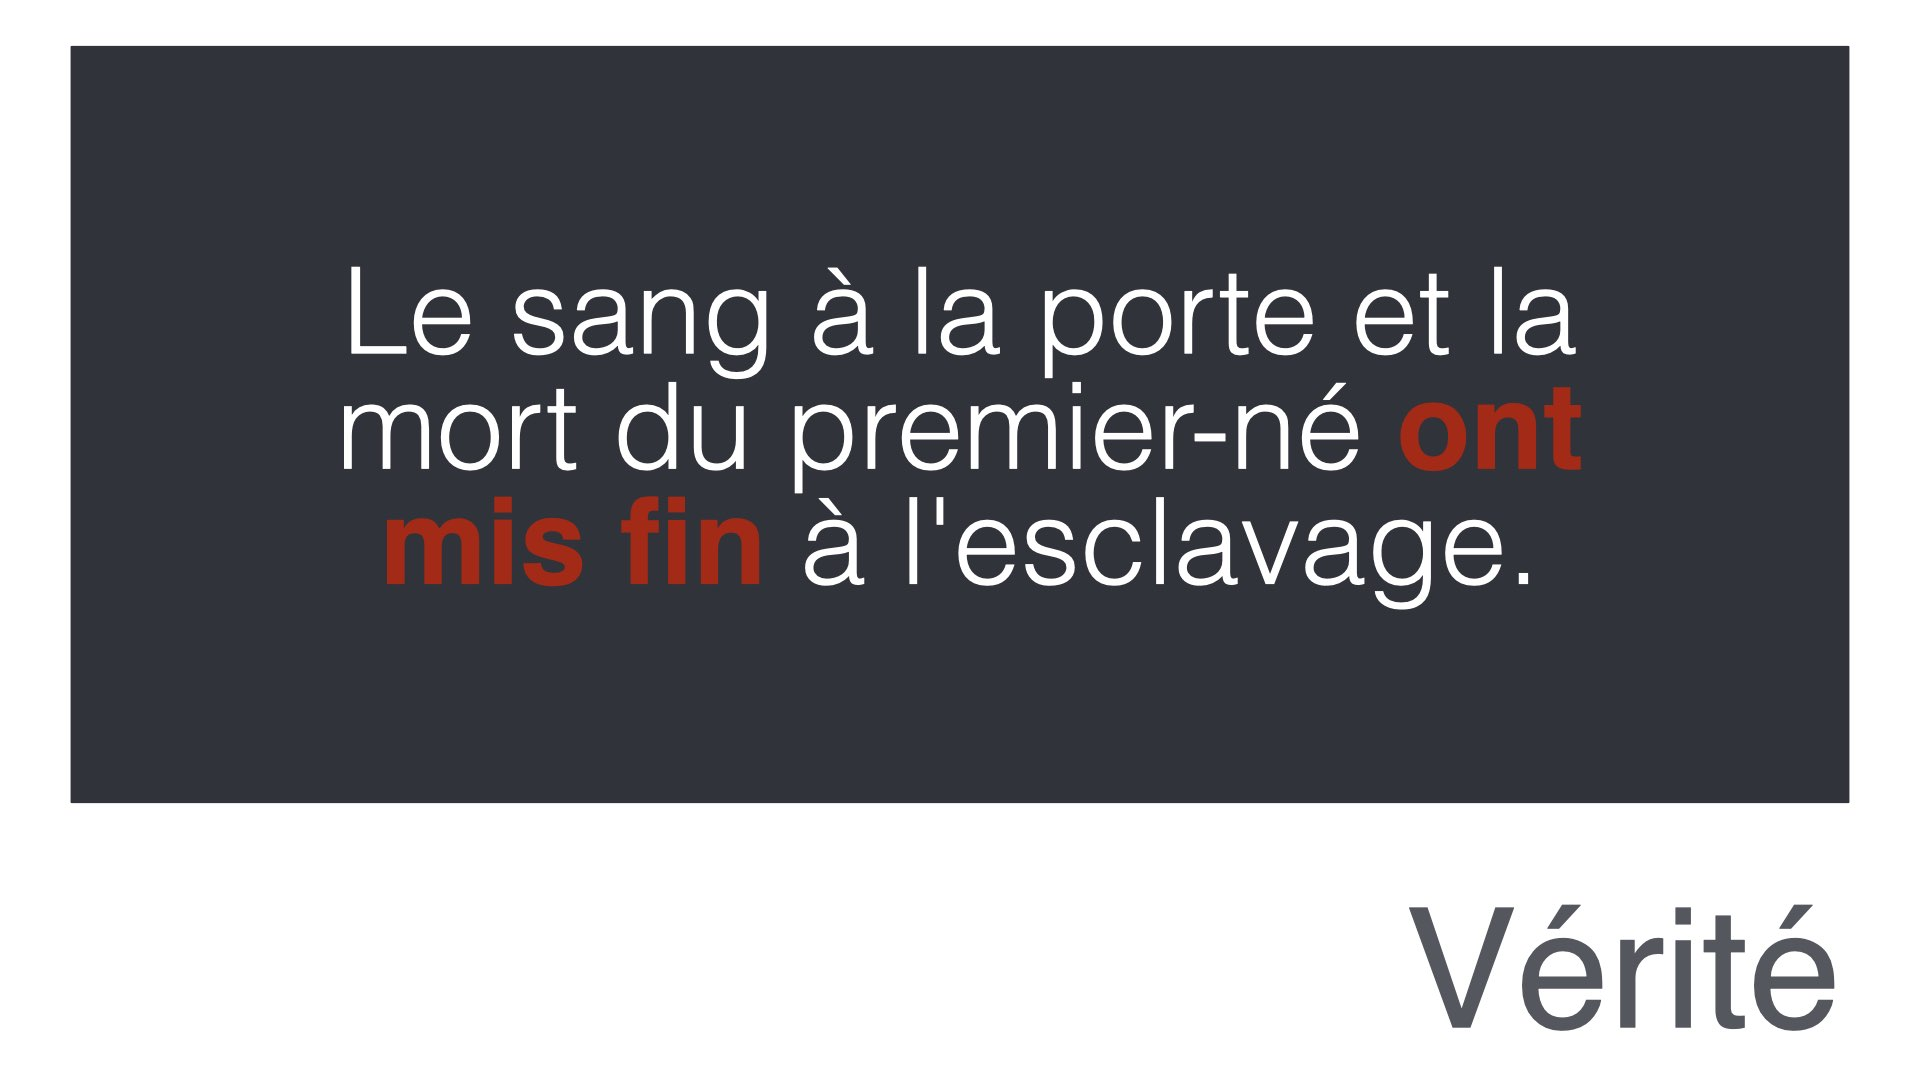 Le sang à la porte et la
mort du premier-né ont
mis fin à l'esclavage.
Vérité